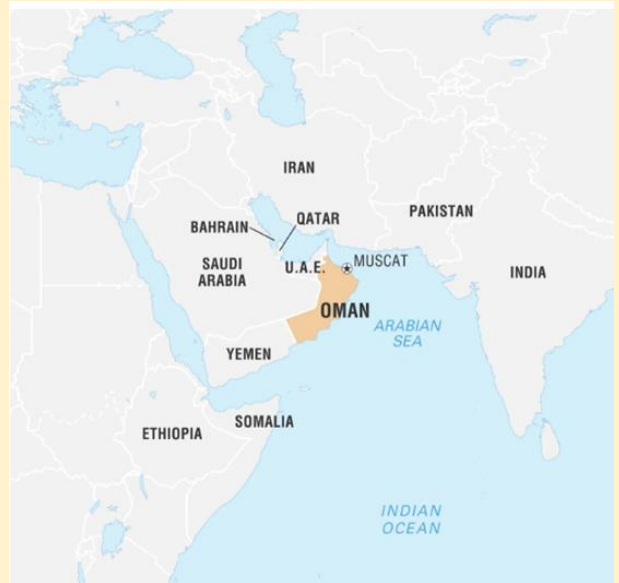 IRAN
PAKISTAN
QATAR
BAHRAIN
SAUDI
ARABIA
U.A.E.
MUSCAT
INDIA
OMAN
ARABIAN
SEA
YEMEN
SOMALIA
ETHIOPIA
INDIAN
OCEAN